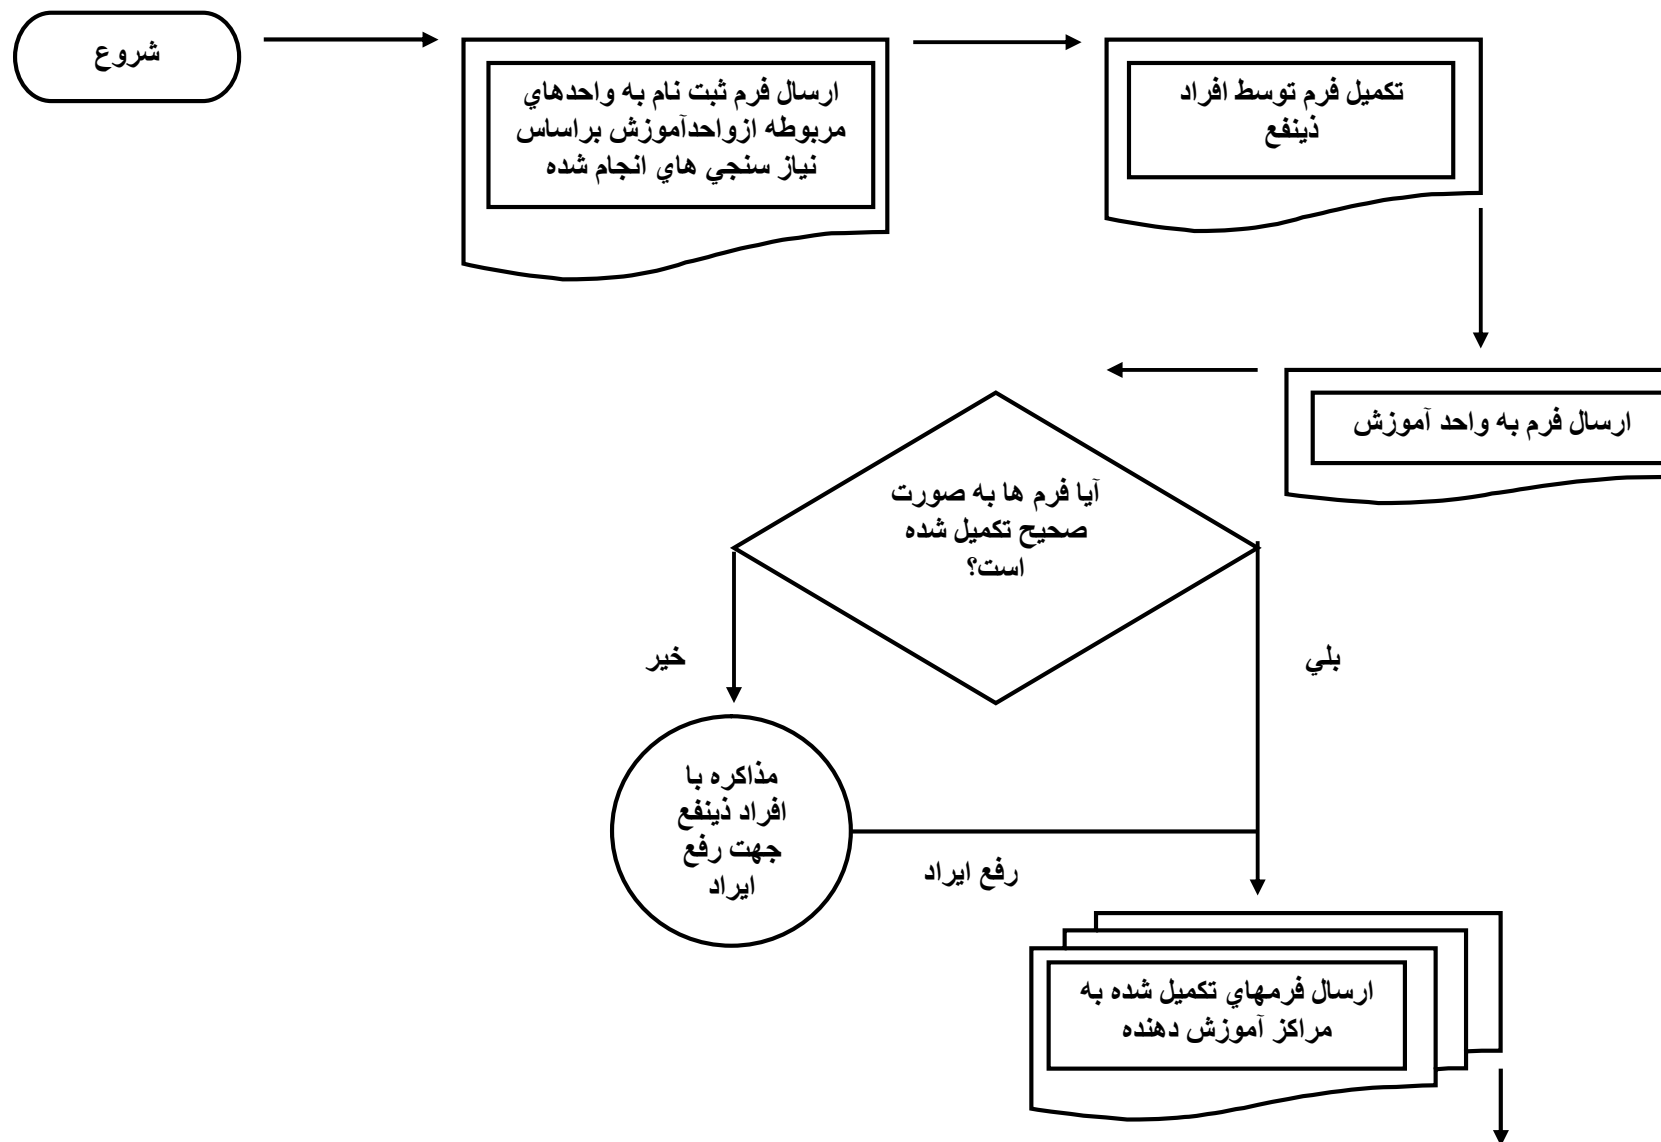 شروع
ارسال فرم ثبت نام به واحدهاي
مربوطه ازواحدآموزش براساس
نياز سنجي هاي انجام شده
تكميل فرم توسط افراد
ذينفع
ارسال فرم به واحد آموزش
آيا فرم ها به صورت
صحيح تكميل شده
است؟
خير
بلي
مذاكره با
افراد ذينفع
جهت رفع
ايراد
رفع ايراد
ارسال فرمهاي تكميل شده به
مراكز آموزش دهنده